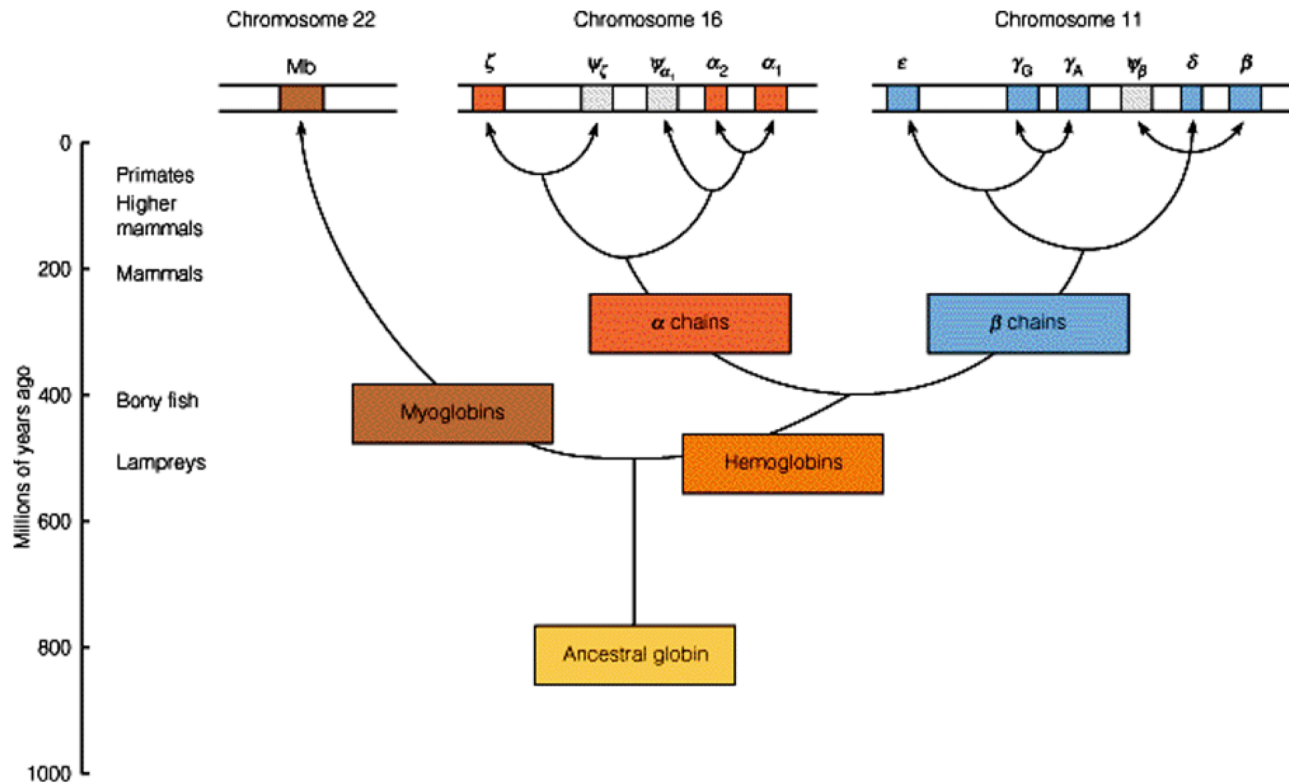 Chromosome 22
Chromosome 16
Chromosome 11
Mb
ζ
Ψζ
Ψα₁
α₂
α₁
ε
γG
γA
Ψβ
δ
β
0
Primates
Higher
mammals
200
Mammals
α chains
β chains
400
Bony fish
Myoglobins
Lampreys
Hemoglobins
600
800
Ancestral globin
1000
Millions of years ago